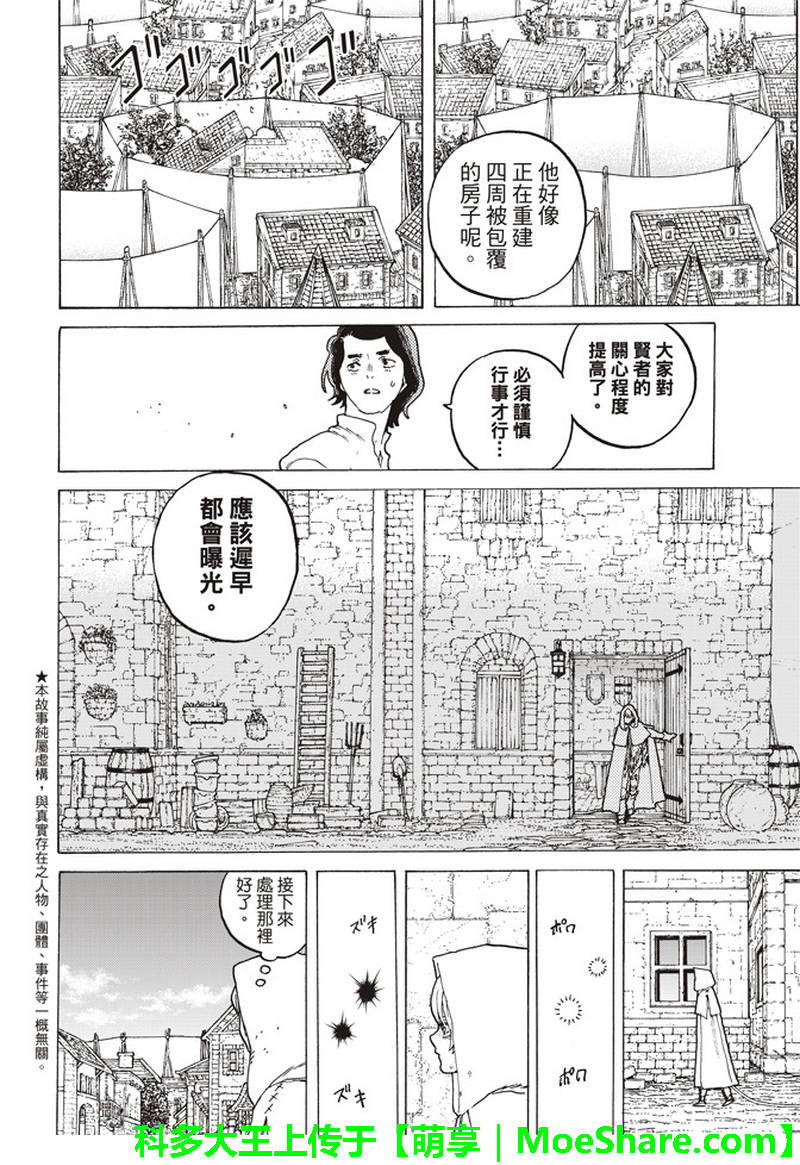 他好像
正在重建
四周被包覆
的房子呢。
ゴゴゴゴゴ
大家對
賢者的
關心程度
提高了。
必須謹慎
行事才行…
應該遲早
都會曝光。
ポワ
ポワ
ズキ
ズキ
接下來
處理那裡
好了。
★本故事純屬虛構，與真實存在之人物、團體、事件等一概無關。
科多大王上传于【萌享｜MoeShare.com】